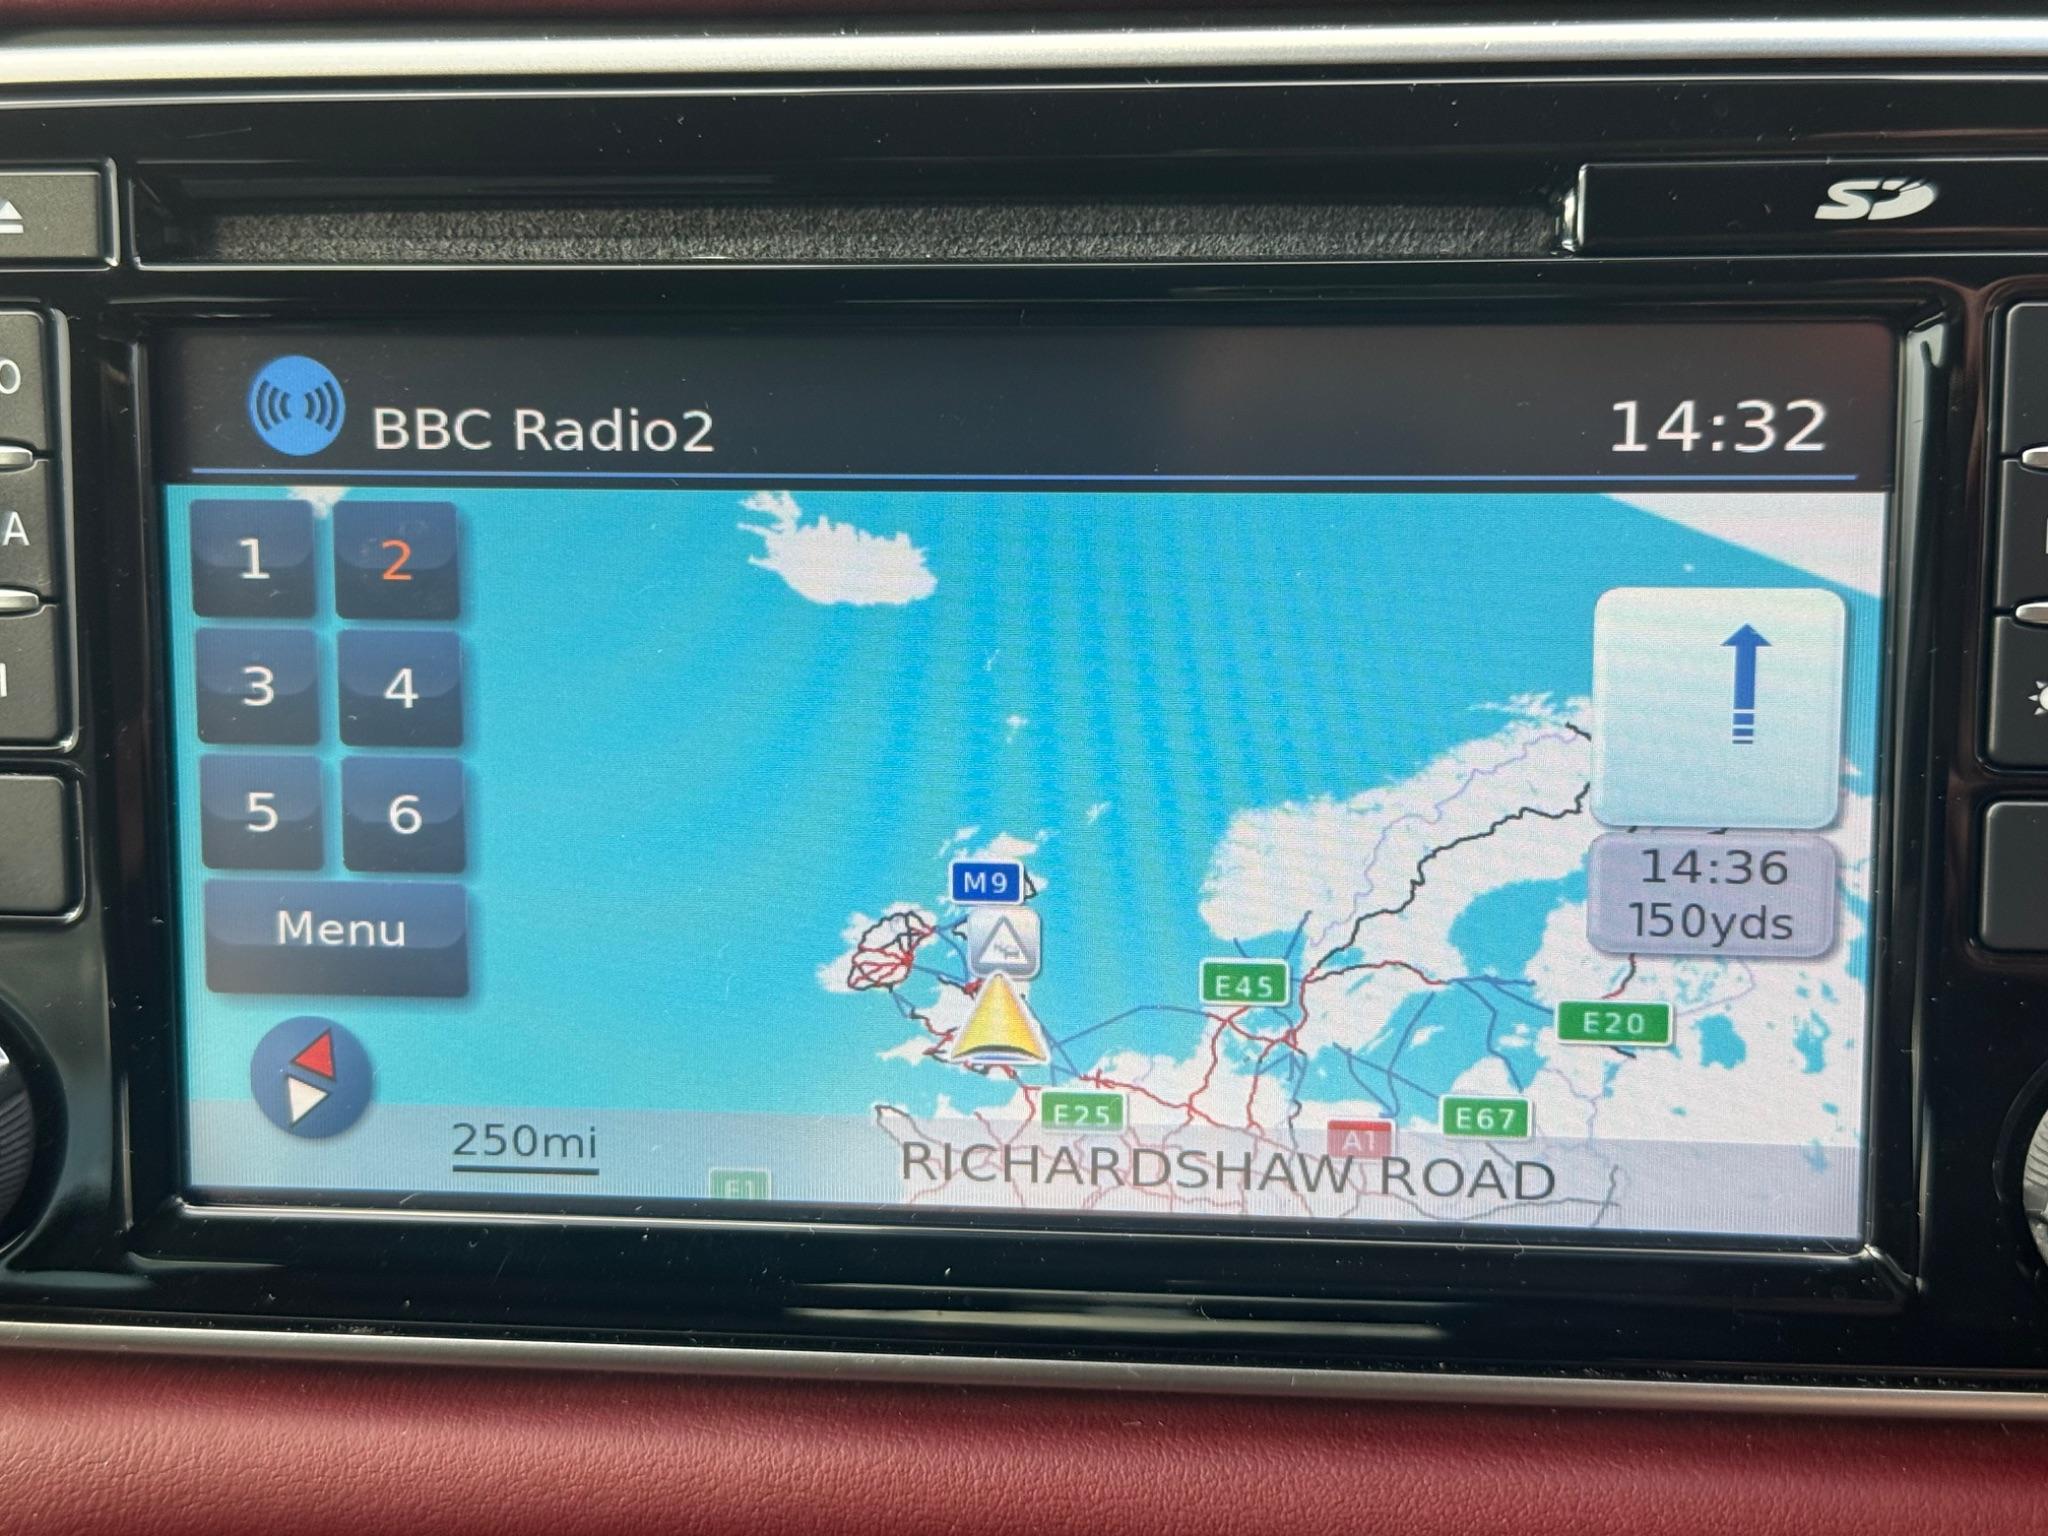 SD
BBC Radio2
14:32
1 2
3 4
5 6
Menu
M9
14:36
150yds
E45
E20
E25
E67
A1
250mi
RICHARDSHAW ROAD
E1
O
A